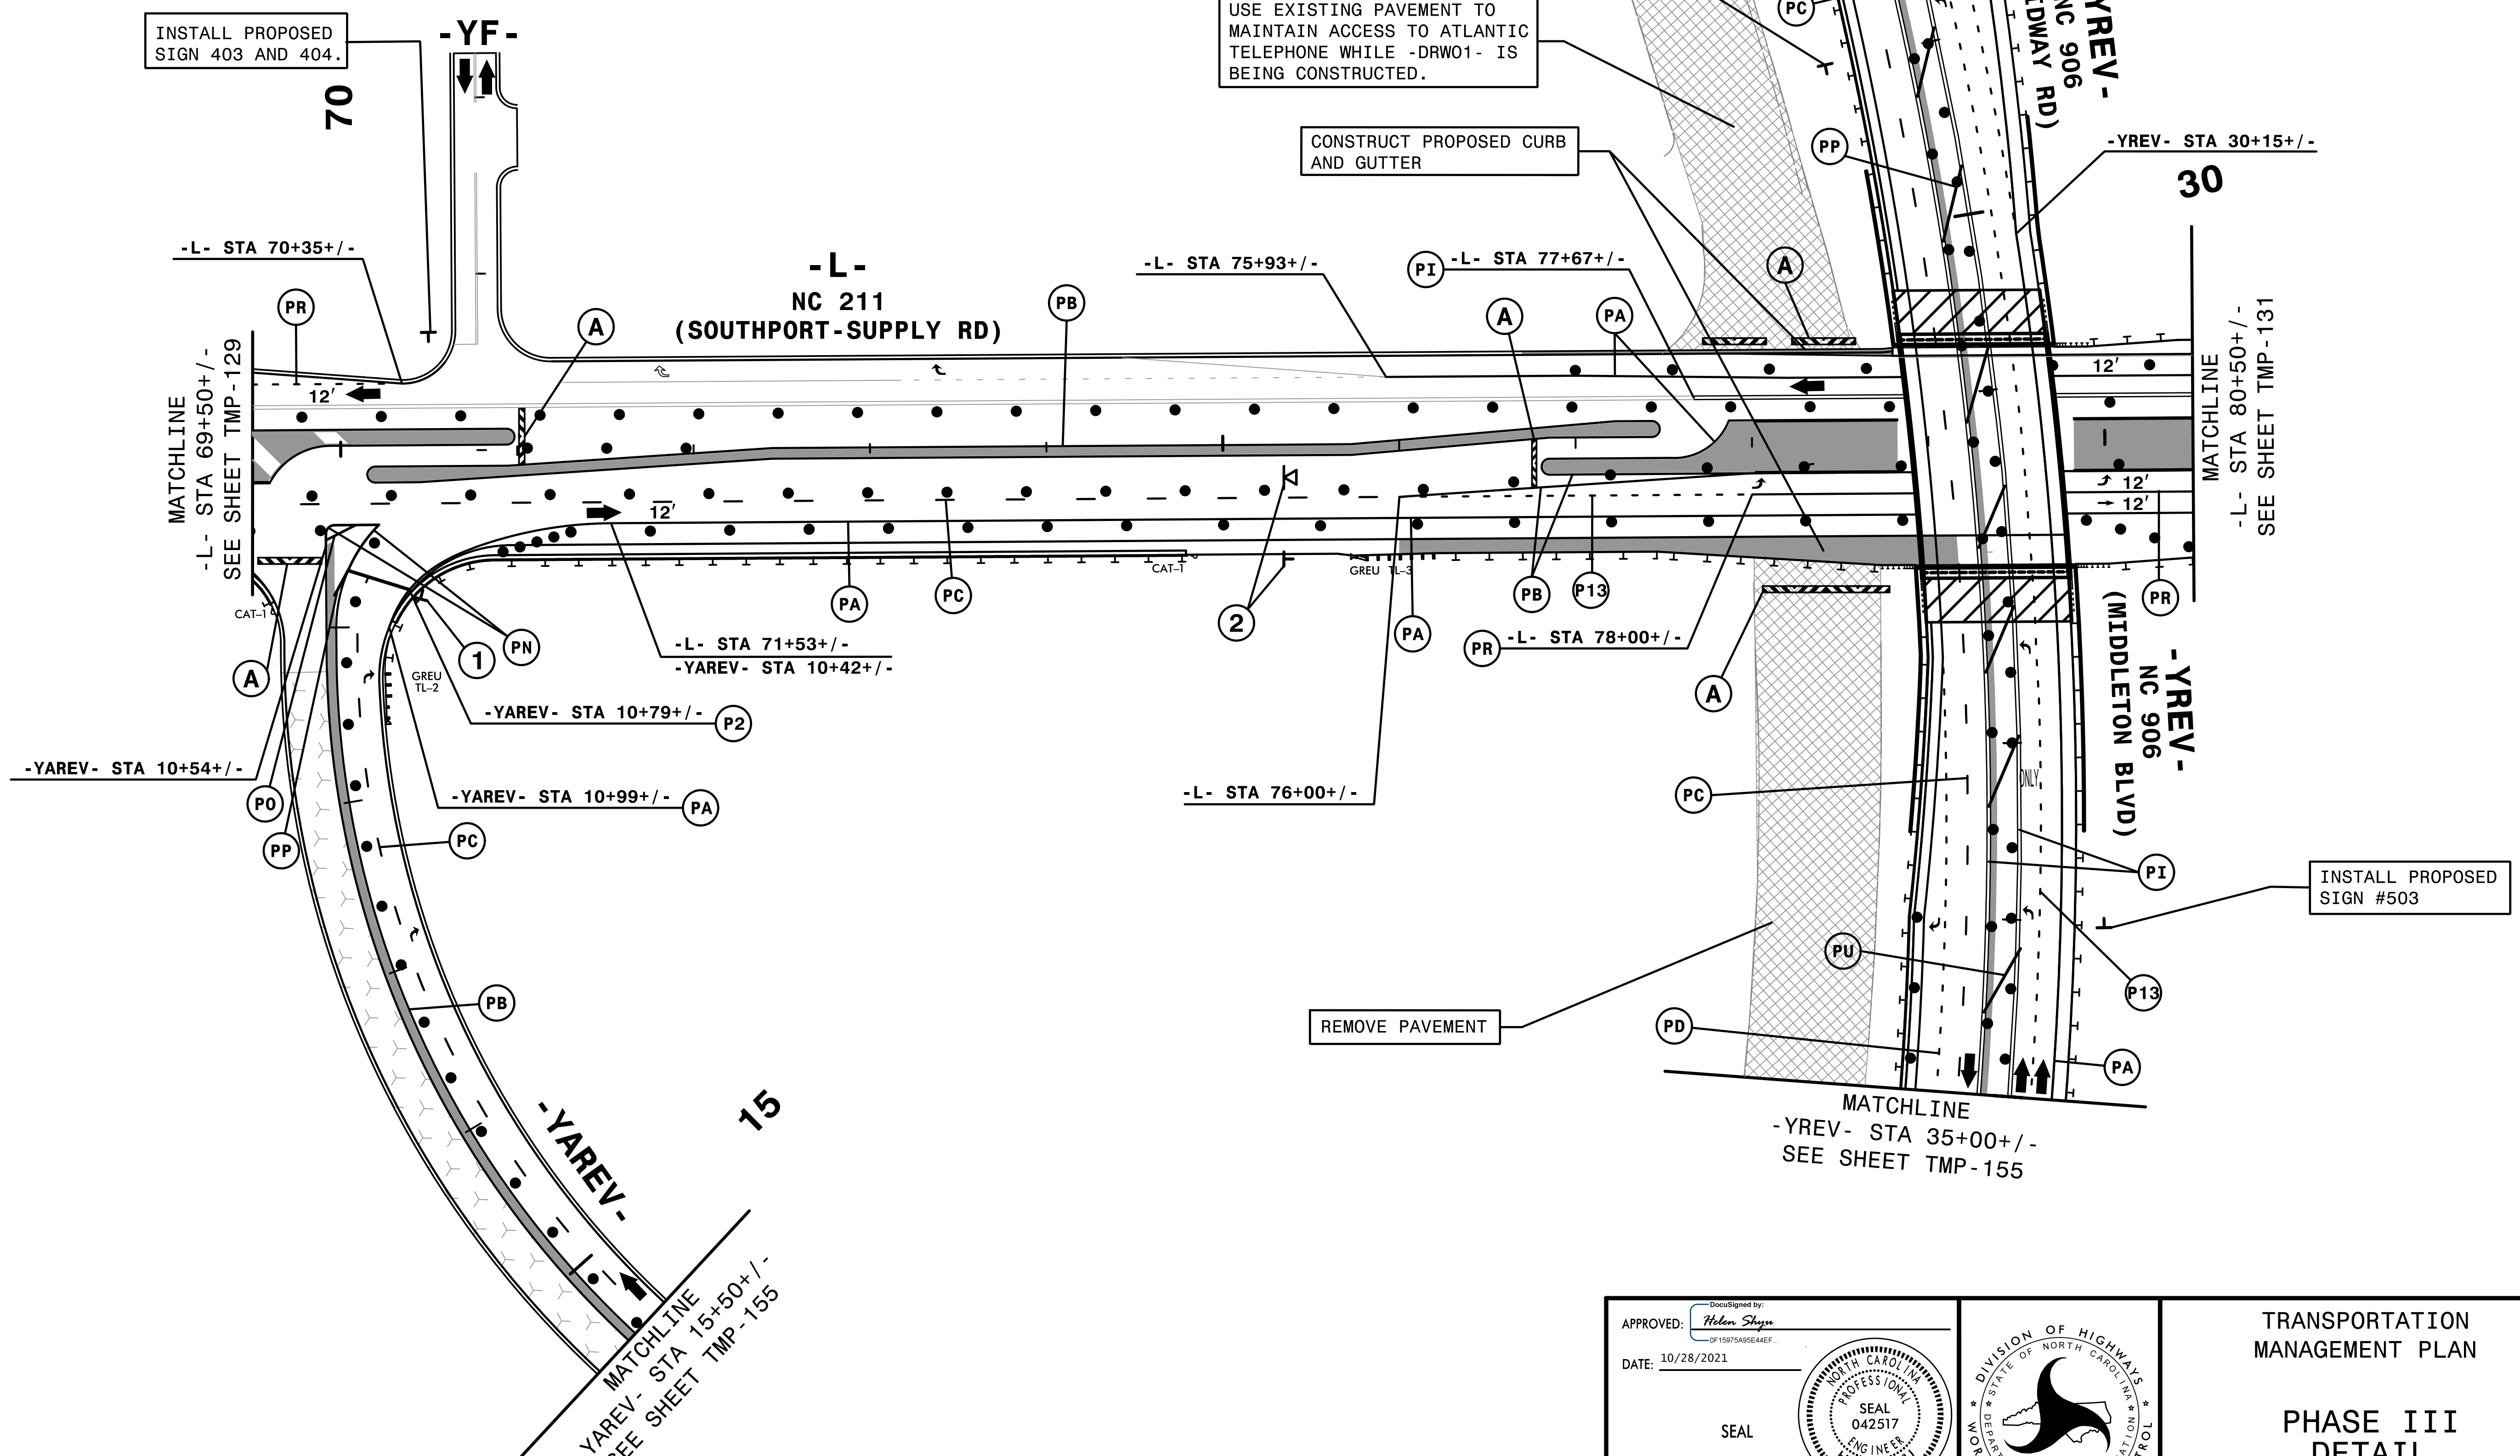 INSTALL PROPOSED
SIGN 403 AND 404.
-YF-
70
USE EXISTING PAVEMENT TO
MAINTAIN ACCESS TO ATLANTIC
TELEPHONE WHILE -DRW01- IS
BEING CONSTRUCTED.
PC
YREV-
NC 906
IDWAY RD)
CONSTRUCT PROPOSED CURB
AND GUTTER
PP
-YREV- STA 30+15+/-
30
-L- STA 70+35+/-
PR
A
-L-
NC 211
(SOUTHPORT-SUPPLY RD)
PB
-L- STA 75+93+/-
PI
-L- STA 77+67+/-
A
PA
A
MATCHLINE
-L- STA 69+50+/-
SEE SHEET TMP-129
12'
12'
MATCHLINE
-L- STA 80+50+/-
SEE SHEET TMP-131
12'
12'
12'
CAT-1
CAT-1
GREU TL-3
PA
PC
2
PB
P13
PR
A
1
PN
GREU
TL-2
-L- STA 71+53+/-
-YAREV- STA 10+42+/-
PA
PR
-L- STA 78+00+/-
A
-YAREV- STA 10+79+/-
P2
-YREV-
NC 906
(MIDDLETON BLVD)
-YAREV- STA 10+54+/-
PO
-YAREV- STA 10+99+/-
PA
-L- STA 76+00+/-
PC
ONLY
PP
PC
PI
INSTALL PROPOSED
SIGN #503
PU
P13
PB
REMOVE PAVEMENT
PD
PA
15
-YAREV-
MATCHLINE
-YREV- STA 35+00+/-
SEE SHEET TMP-155
MATCHLINE
YAREV- STA 15+50+/-
SEE SHEET TMP-155
APPROVED:
DocuSigned by:
Helen Shyu
0F15975A95E44EF...
DATE:
10/28/2021
SEAL
NORTH CAROLINA
PROFESSIONAL
SEAL
042517
ENGINEER
DIVISION OF HIGHWAYS
STATE OF NORTH CAROLINA
TRANSPORTATION
MANAGEMENT PLAN
PHASE III
DETAIL